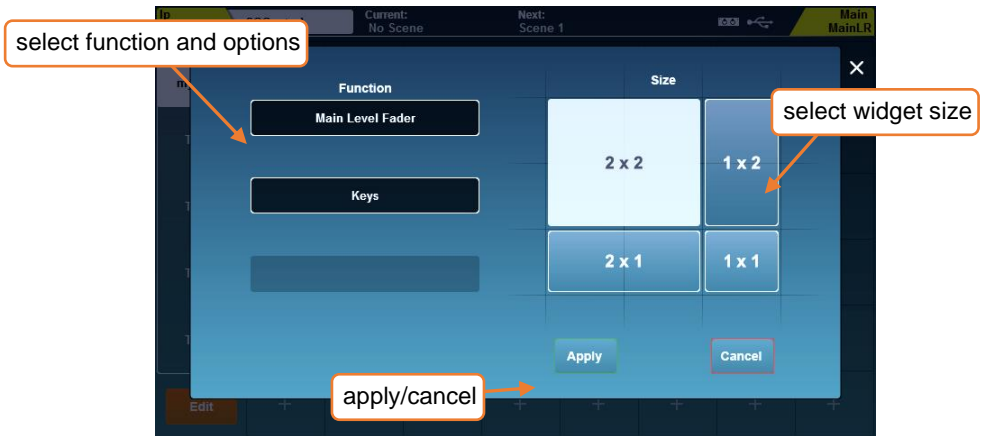 Current:
Next:
Main
No Scene
Scene 1
MainLR
select function and options
Function
Size
Main Level Fader
select widget size
2 x 2
1 x 2
Keys
2 x 1
1 x 1
Apply
Cancel
apply/cancel
Edit